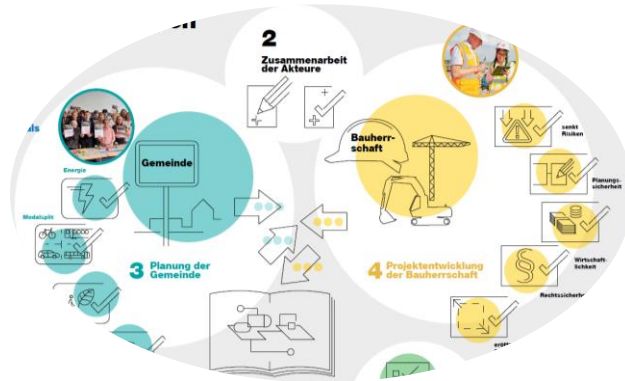 2
Zusammenarbeit
der Akteure
Gemeinde
Energie
Modalsplit
3 Planung der
Gemeinde
Bauherr-
schaft
4 Projektentwicklung
der Bauherrschaft
senkt
Risiken
Planungs-
sicherheit
Wirtschaft-
lichkeit
§